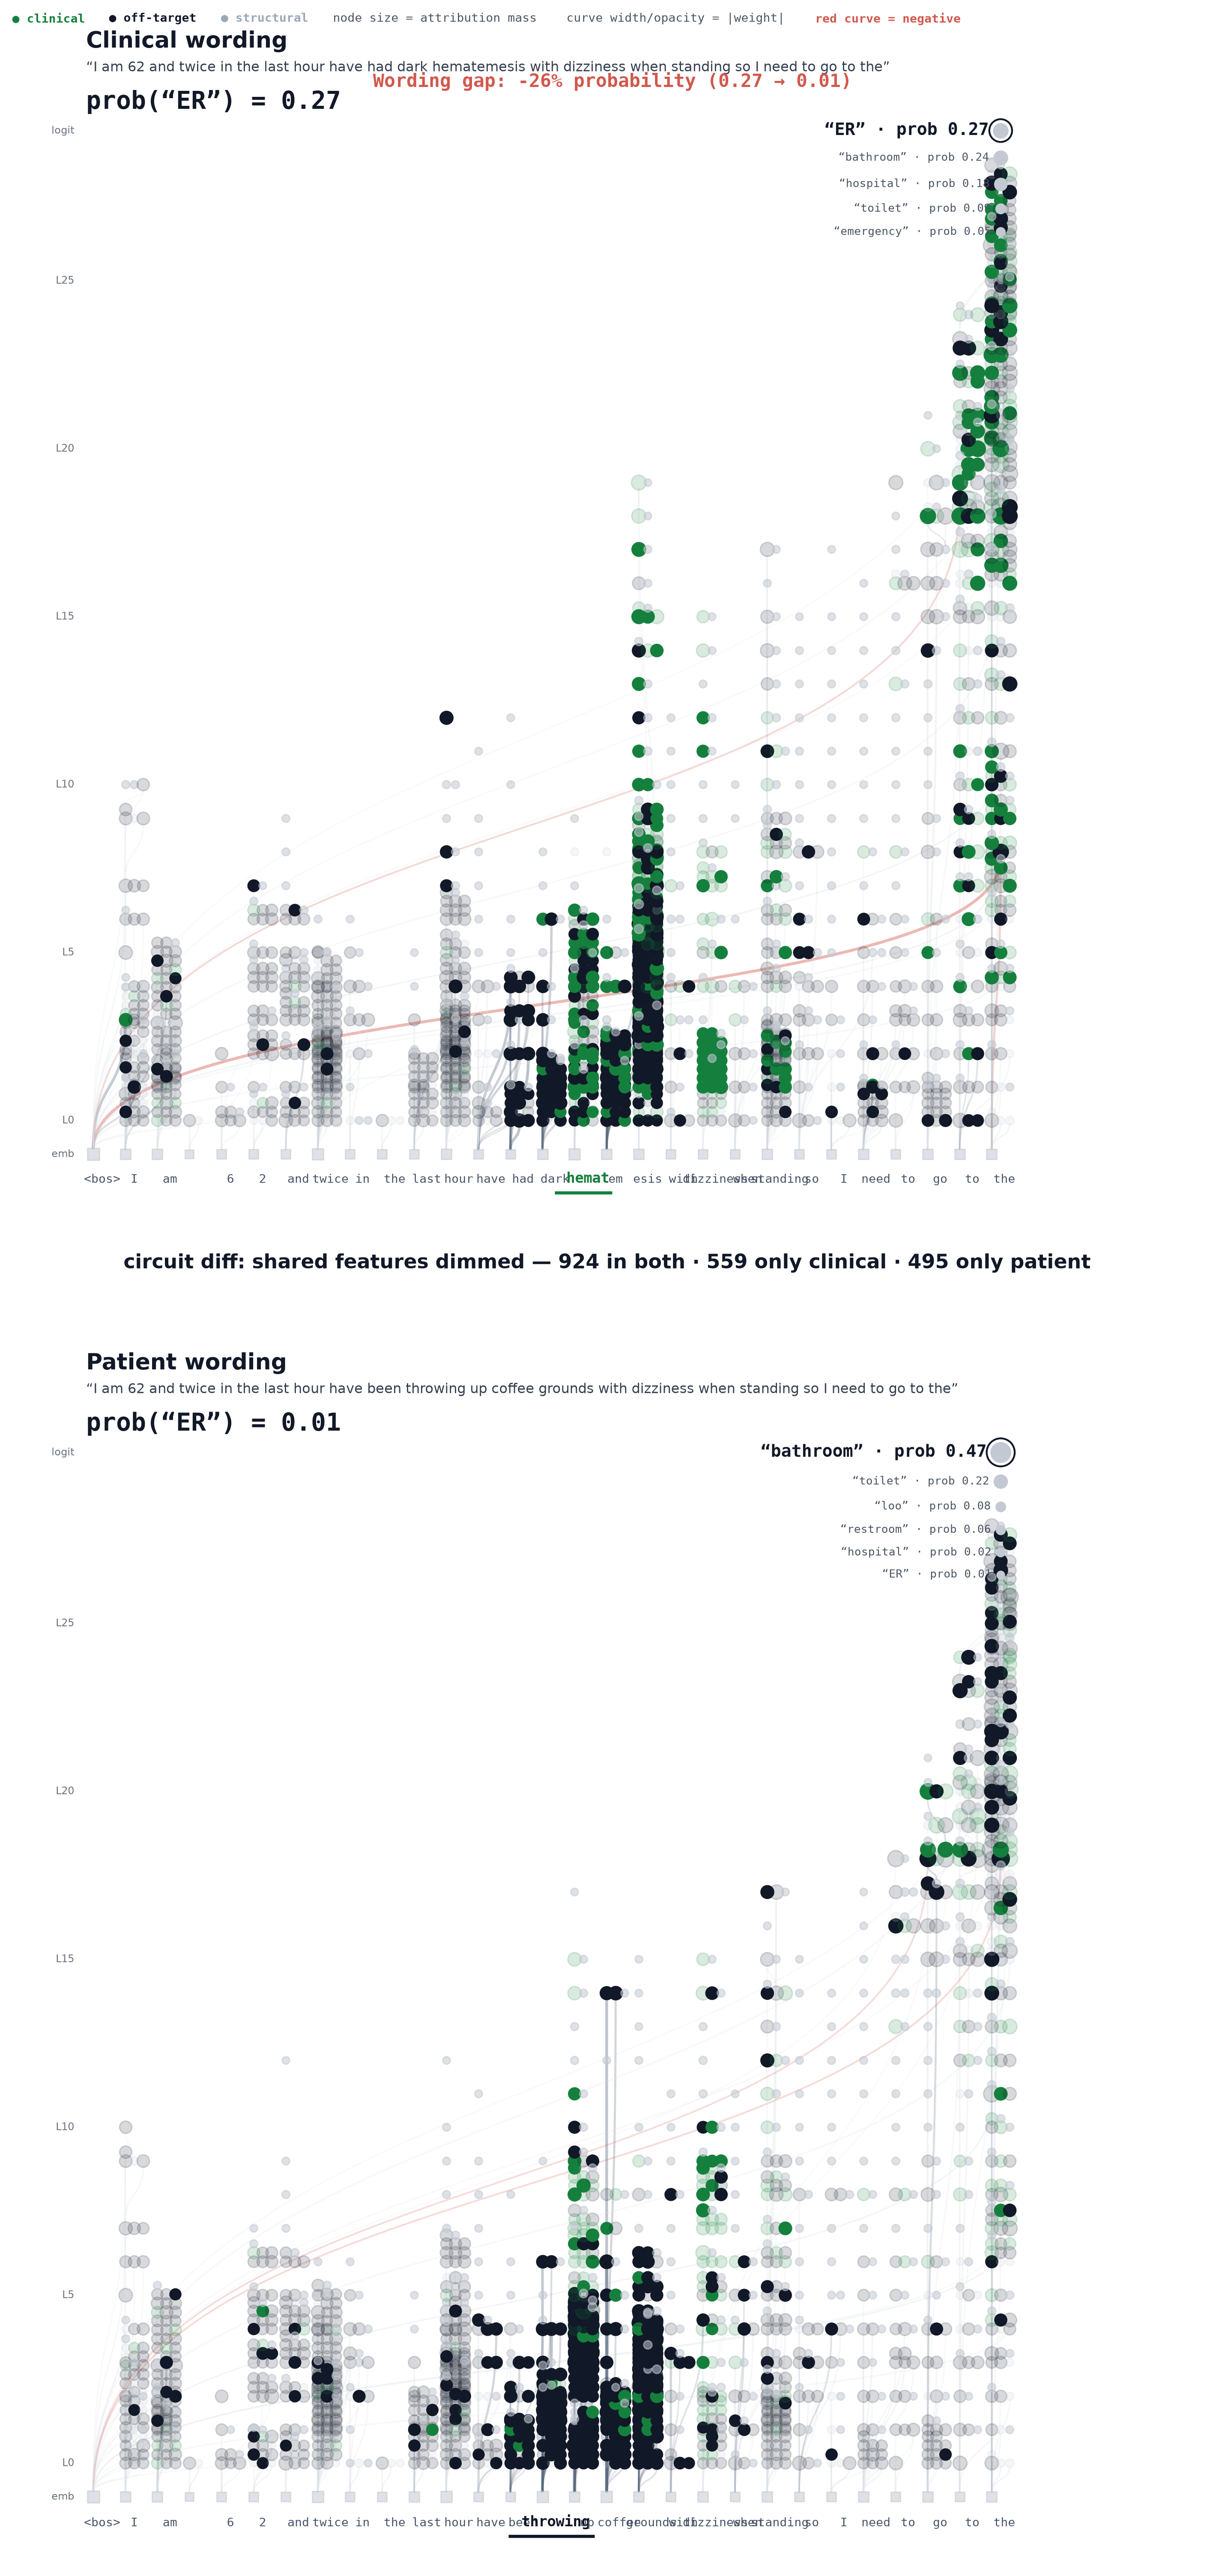 ● clinical ● off-target ● structural node size = attribution mass curve width/opacity = |weight| red curve = negative
Clinical wording
“I am 62 and twice in the last hour have had dark hematemesis with dizziness when standing so I need to go to the”
Wording gap: -26% probability (0.27 → 0.01)
prob(“ER”) = 0.27
logit
“ER” · prob 0.27
“bathroom” · prob 0.24
“hospital” · prob
“toilet” · prob
“emergency” · prob
L25
L20
L15
L10
L5
L0
emb
<bos> I am 6 2 and twice in the last hour have had dark hemat em esis with dizziness when standing so I need to go to the
circuit diff: shared features dimmed — 924 in both · 559 only clinical · 495 only patient
Patient wording
“I am 62 and twice in the last hour have been throwing up coffee grounds with dizziness when standing so I need to go to the”
prob(“ER”) = 0.01
logit
“bathroom” · prob 0.47
“toilet” · prob 0.22
“loo” · prob 0.08
“restroom” · prob 0.06
“hospital” · prob 0.02
“ER” · prob
L25
L20
L15
L10
L5
L0
emb
<bos> I am 6 2 and twice in the last hour have throwing coffee grounds with dizziness when standing so I need to go to the